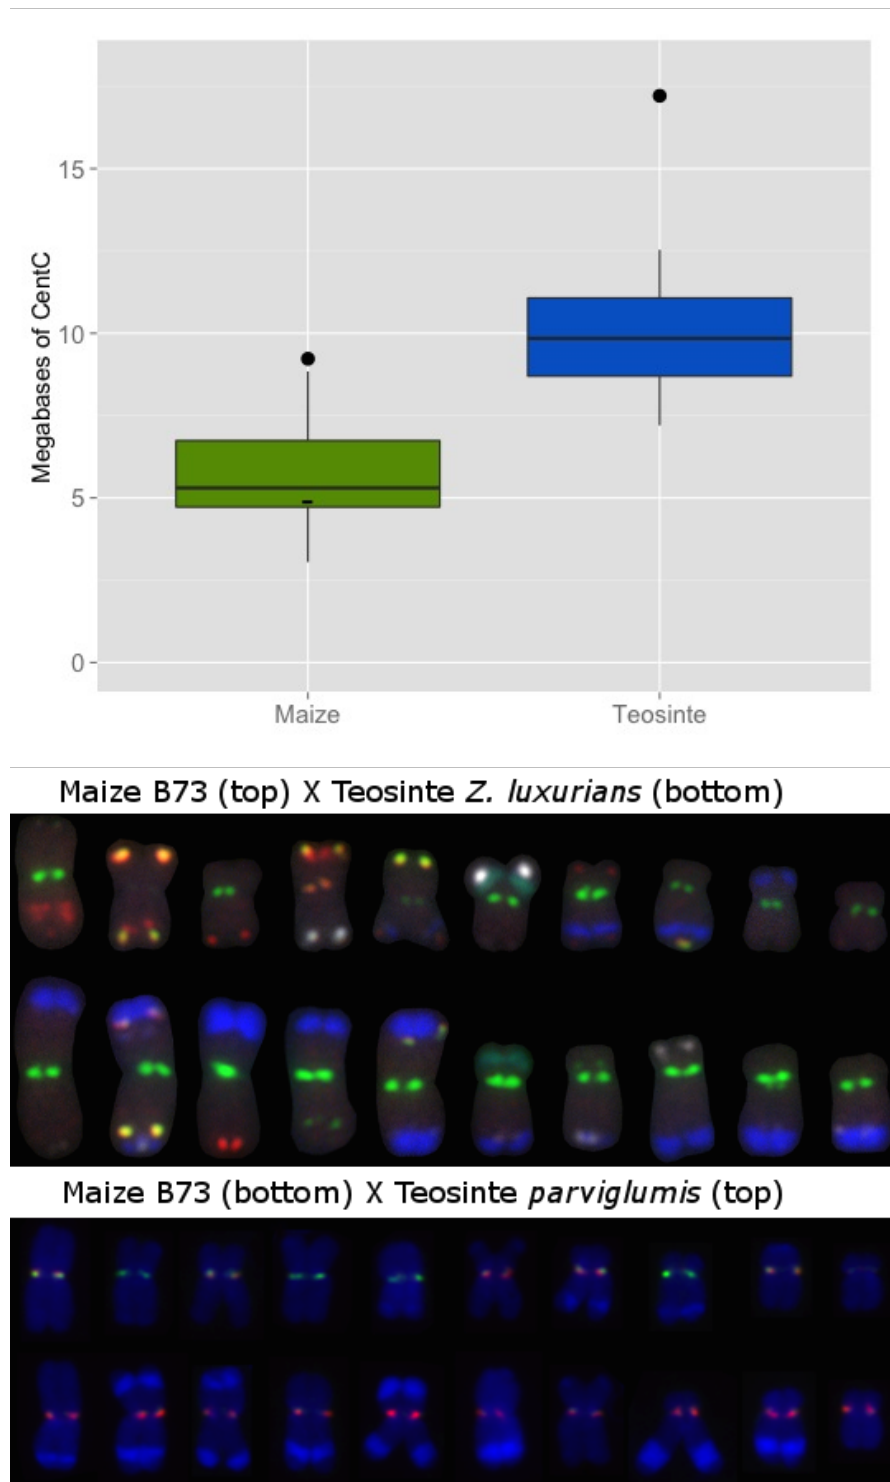 Megabases of CentC
15
10
5
0
Maize
Teosinte
Maize B73 (top) X Teosinte Z. luxurians (bottom)
Maize B73 (bottom) X Teosinte parviglumis (top)